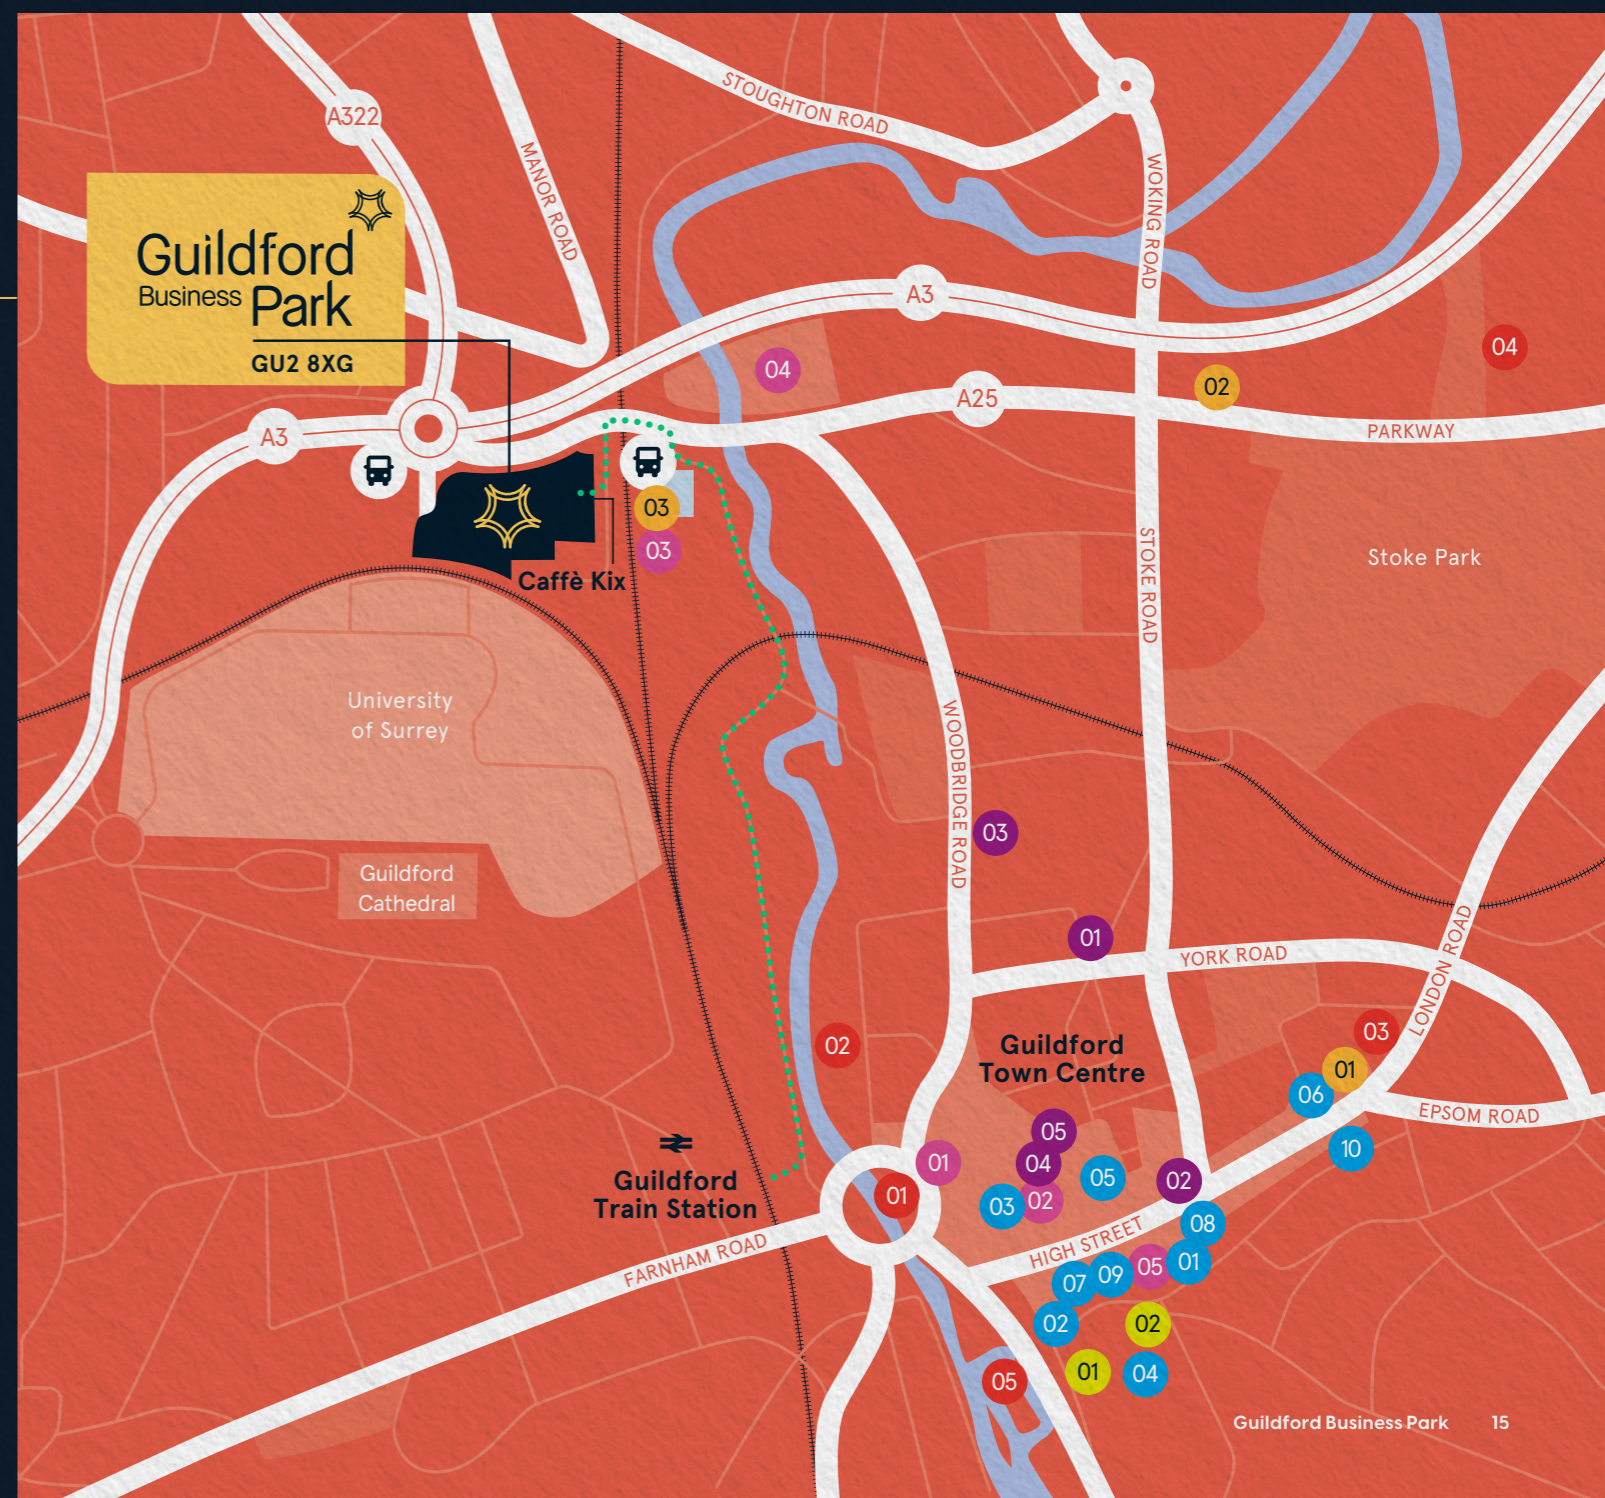 STOUGHTON ROAD
A322
MANOR ROAD
WOKING ROAD
Guildford
Business Park
GU2 8XG
A3
04
04
02
A25
PARKWAY
A3
03
03
Caffè Kix
STOKE ROAD
Stoke Park
University
of Surrey
WOODBRIDGE ROAD
03
Guildford
Cathedral
01
YORK ROAD
LONDON ROAD
02
Guildford
Town Centre
03
01
06
EPSOM ROAD
05
10
01
04
05
02
Guildford
Train Station
01
03
02
08
FARNHAM ROAD
HIGH STREET
07
09
05
01
02
02
05
01
04
Guildford Business Park 15